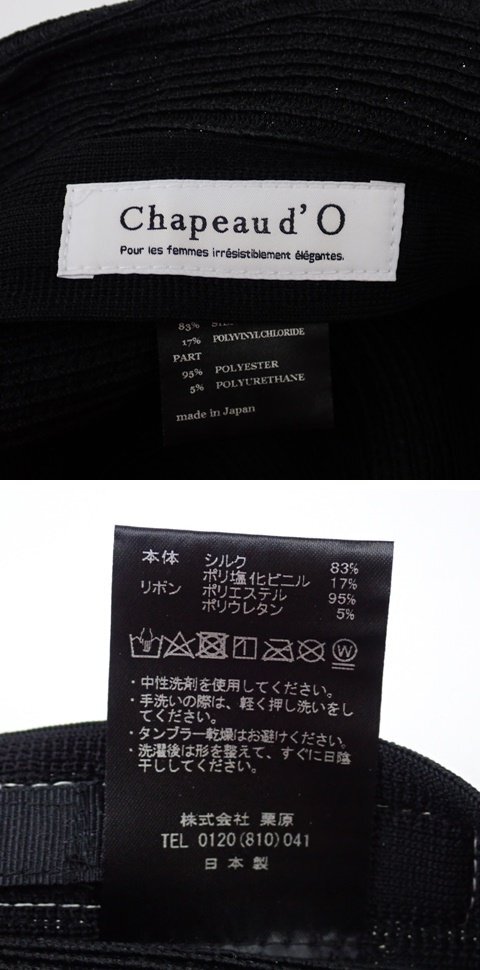 Chapeau d'O
Pour les femmes irrésistiblement élégantes.
83%
17% POLYVINYLCHLORIDE
PART
95% POLYESTER
5% POLYURETHANE
made in Japan
本体 シルク 83%
ポリ塩化ビニル 17%
リボン ポリエステル 95%
ポリウレタン 5%
W
・中性洗剤を使用してください。
・手洗いの際は、軽く押し洗いをし
てください。
・タンブラー乾燥はお避けください。
・洗濯後は形を整えて、すぐに日陰
干ししてください。
株式会社 栗原
TEL 0120(810)041
日本製